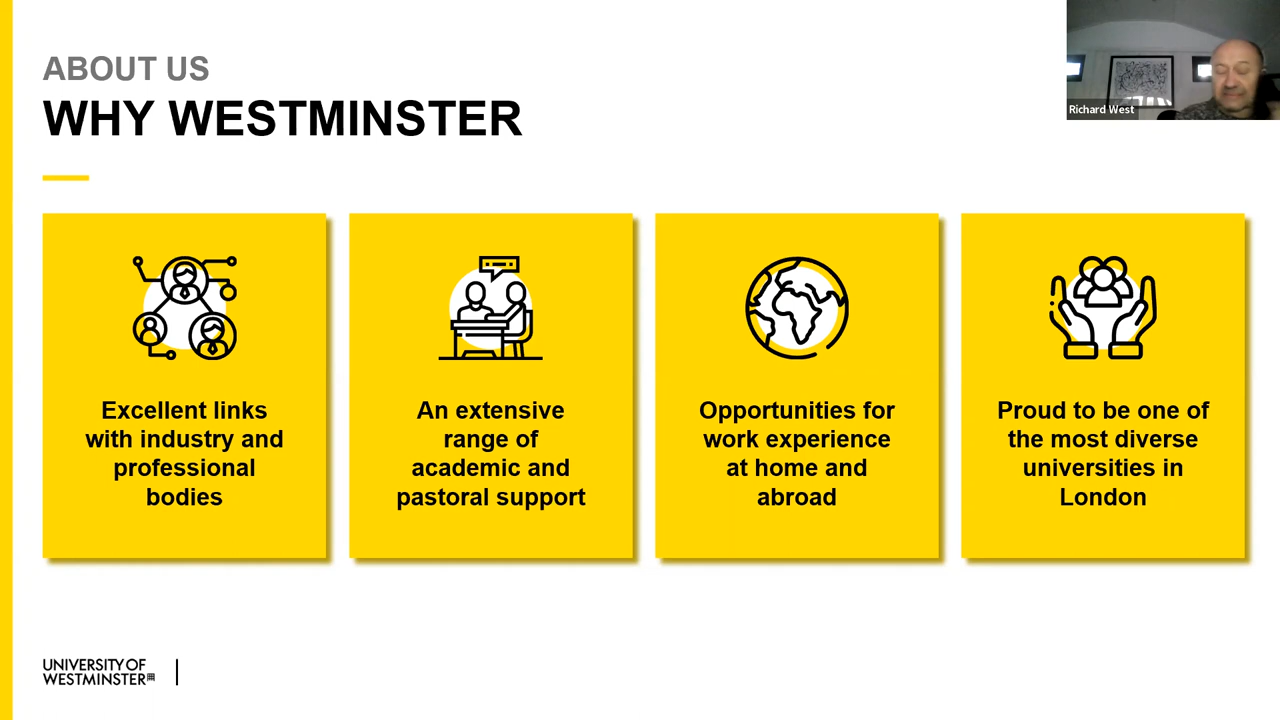 ABOUT US
WHY WESTMINSTER
Richard West
Excellent links
with industry and
professional
bodies
An extensive
range of
academic and
pastoral support
Opportunities for
work experience
at home and
abroad
Proud to be one of
the most diverse
universities in
London
UNIVERSITY OF
WESTMINSTER